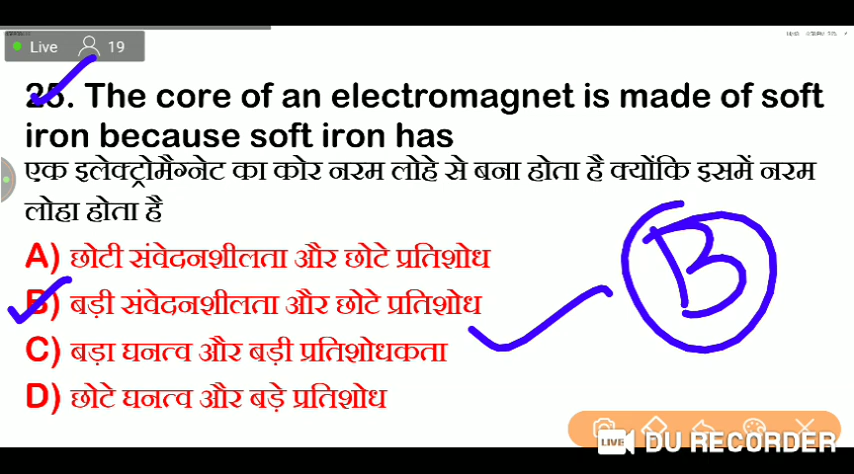 Live 19
25. The core of an electromagnet is made of soft
iron because soft iron has
एक इलेक्ट्रोमैग्नेट का कोर नरम लोहे से बना होता है क्योंकि इसमें नरम
लोहा होता है
A) छोटी संवेदनशीलता और छोटे प्रतिशोध
B) बड़ी संवेदनशीलता और छोटे प्रतिशोध
B
C) बड़ा घनत्व और बड़ी प्रतिशोधकता
D) छोटे घनत्व और बड़े प्रतिशोध
LIVE DU RECORDER